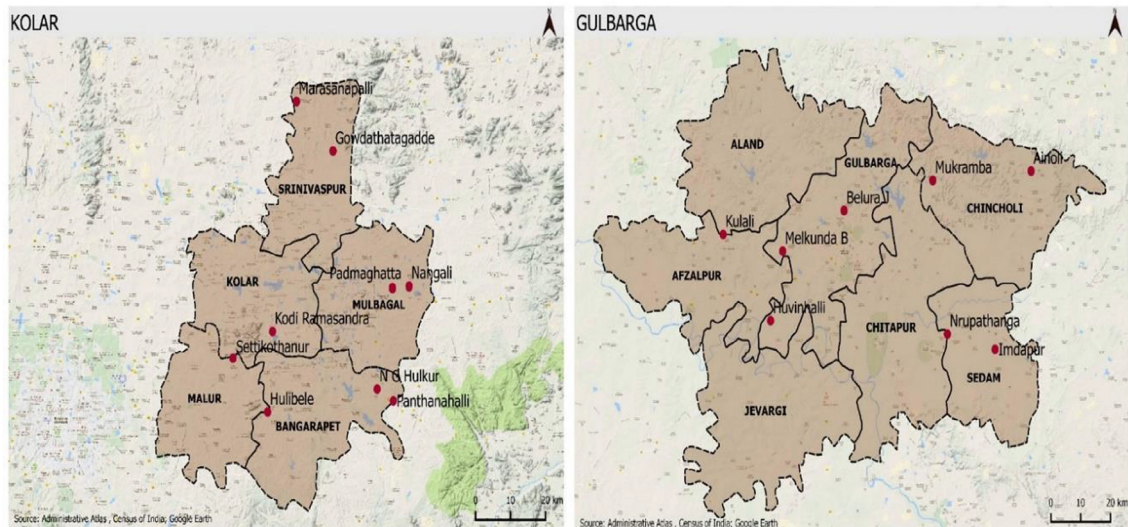 KOLAR
N
Marasanapalli
Gowdathatagadde
SRINIVASPUR
KOLAR
Padmaghatta
Nangali
MULBAGAL
Kodi Ramasandra
Settikothanur
MALUR
Hulibele
N G Hulkur
Panthanahalli
BANGARAPET
0 10 20 km
Source: Administrative Atlas , Census of India; Google Earth
GULBARGA
N
ALAND
GULBARGA
Mukramba
Ainoli
Belura J
CHINCHOLI
Kulali
Melkunda B
AFZALPUR
Huvinhalli
CHITAPUR
Nrupathanga
Imdapur
SEDAM
JEVARGI
0 10 20 km
Source: Administrative Atlas , Census of India; Google Earth